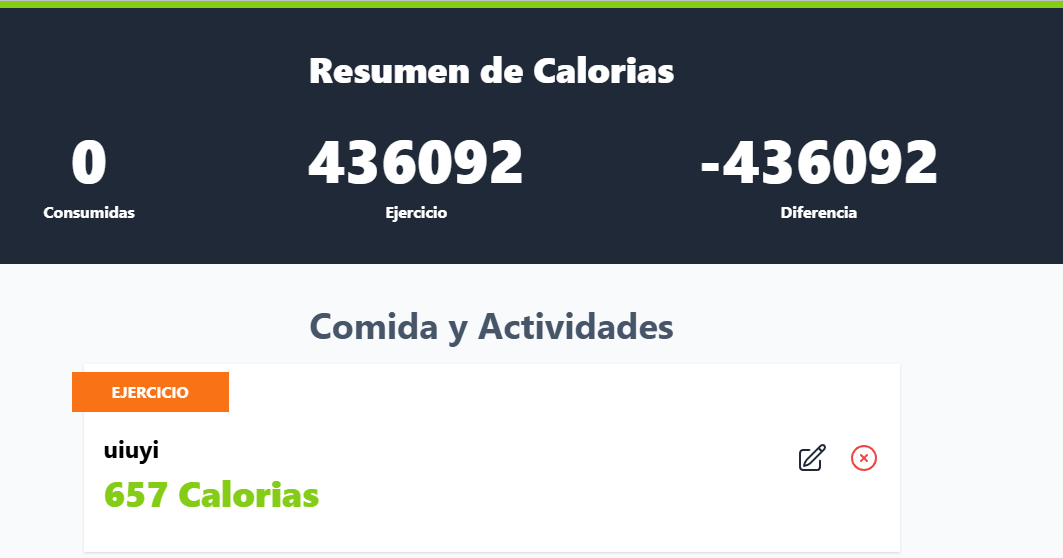 Resumen de Calorias
0 436092 -436092
Consumidas Ejercicio Diferencia
Comida y Actividades
EJERCICIO
uiuyi
657 Calorias